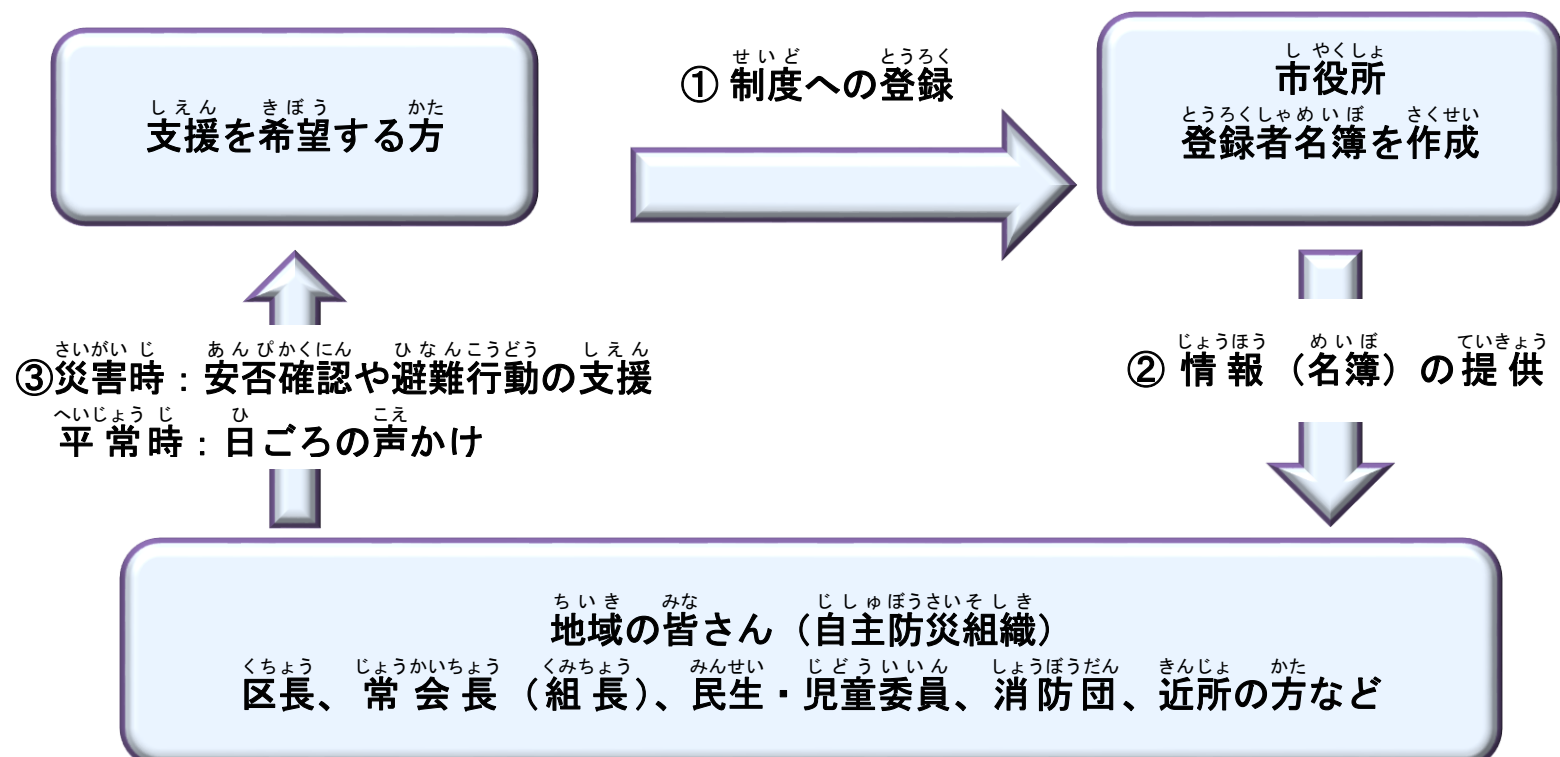 支援を希望する方
① 制度への登録
市役所
登録者名簿を作成
② 情報（名簿）の提供
③災害時：安否確認や避難行動の支援
平常時：日ごろの声かけ
地域の皆さん（自主防災組織）
区長、常会長（組長）、民生・児童委員、消防団、近所の方など